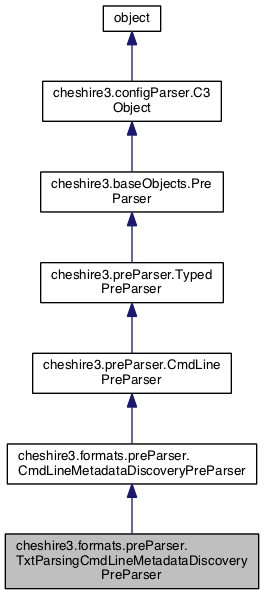 object
cheshire3.configParser.C3
Object
cheshire3.baseObjects.Pre
Parser
cheshire3.preParser.Typed
PreParser
cheshire3.preParser.CmdLine
PreParser
cheshire3.formats.preParser.
CmdLineMetadataDiscoveryPreParser
cheshire3.formats.preParser.
TxtParsingCmdLineMetadataDiscovery
PreParser